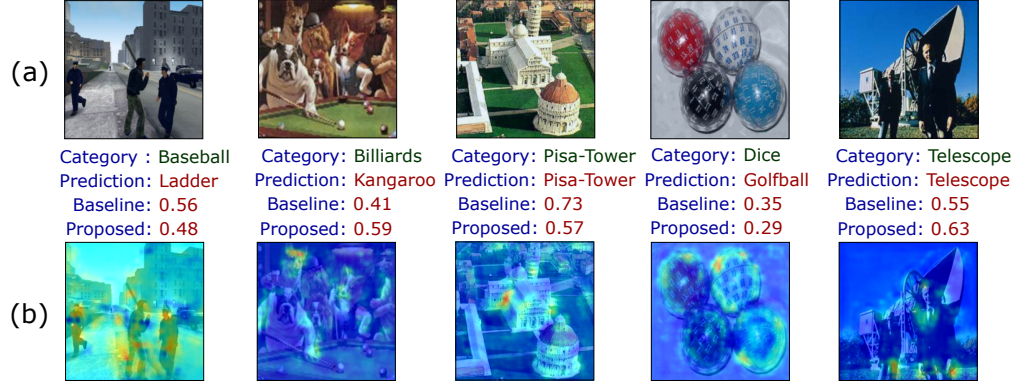 (a)
Category : Baseball Category: Billiards Category: Pisa-Tower Category: Dice Category: Telescope
Prediction: Ladder Prediction: Kangaroo Prediction: Pisa-Tower Prediction: Golfball Prediction: Telescope
Baseline: 0.56 Baseline: 0.41 Baseline: 0.73 Baseline: 0.35 Baseline: 0.55
Proposed: 0.48 Proposed: 0.59 Proposed: 0.57 Proposed: 0.29 Proposed: 0.63
(b)